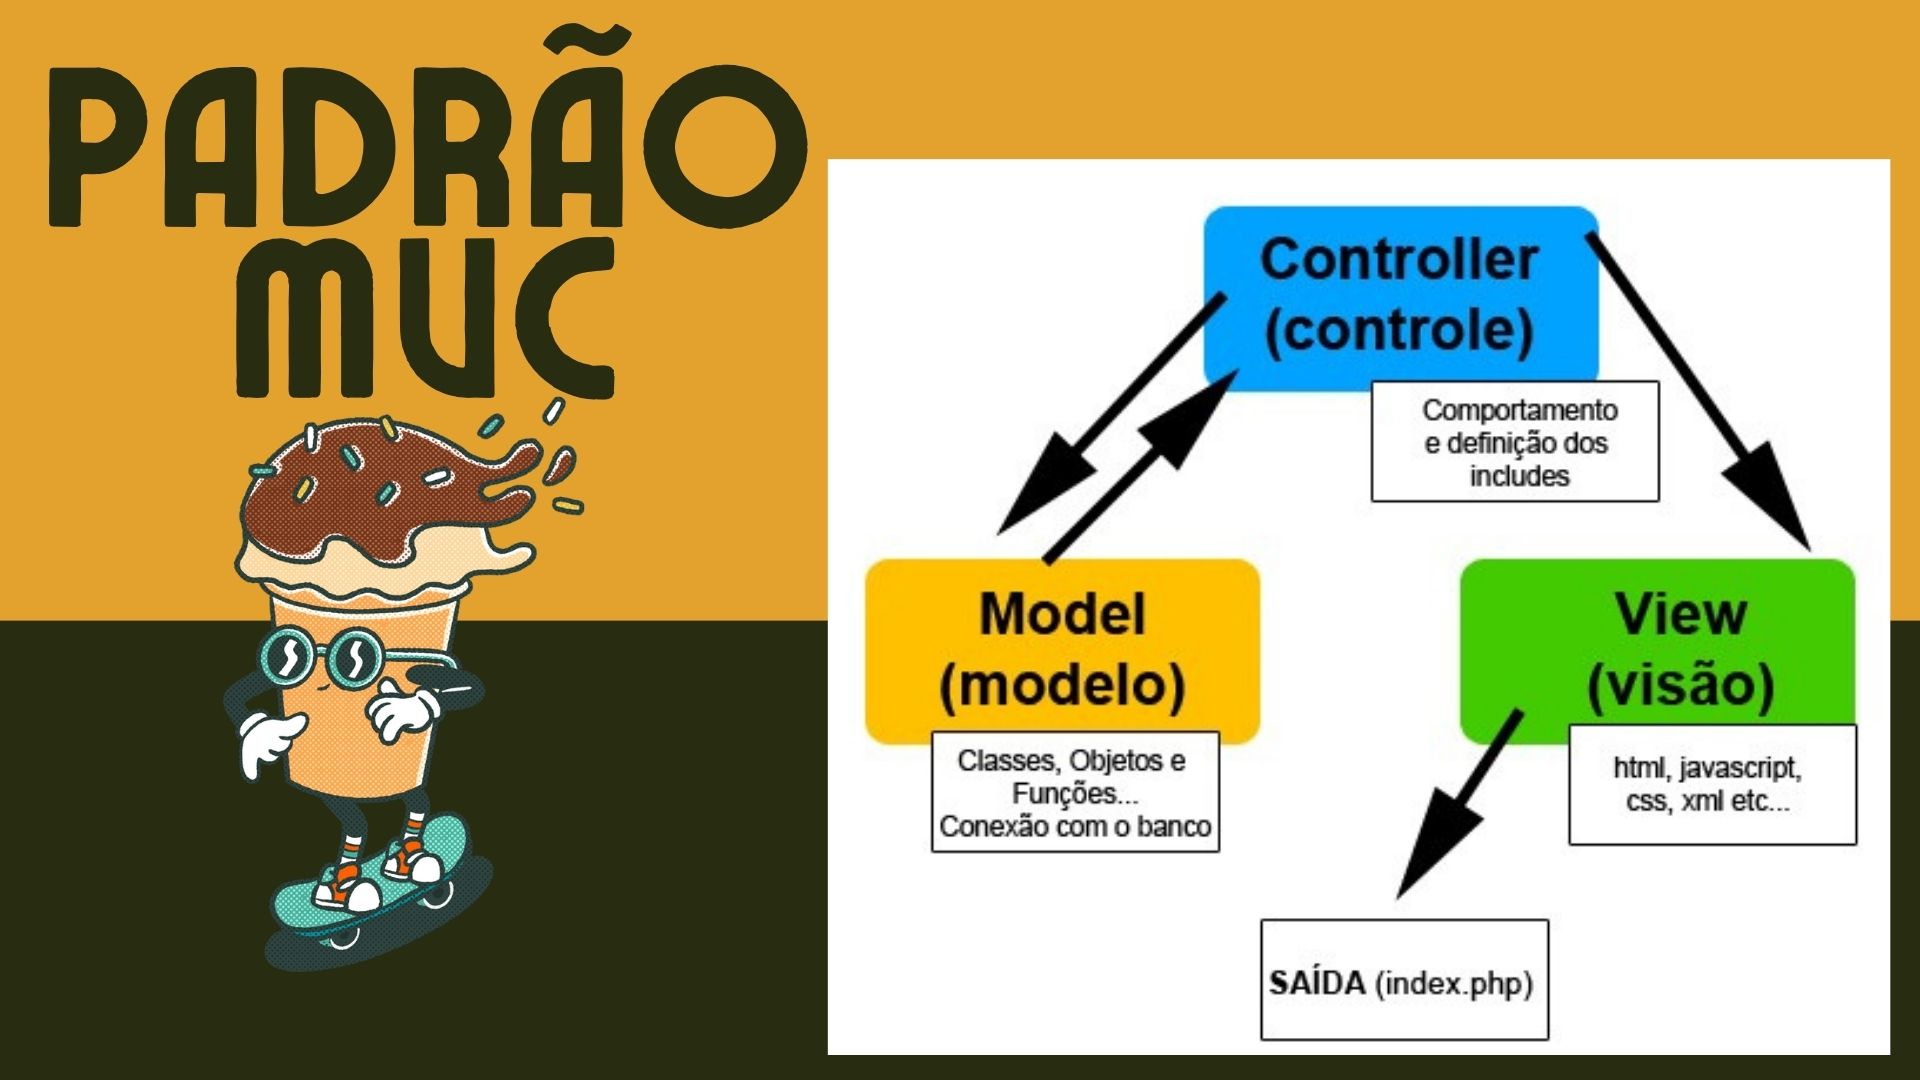 PADRÃO
MVC
Controller
(controle)
Comportamento
e definição dos
includes
Model
(modelo)
Classes, Objetos e
Funções...
Conexão com o banco
View
(visão)
html, javascript,
css, xml etc...
SAÍDA (index.php)